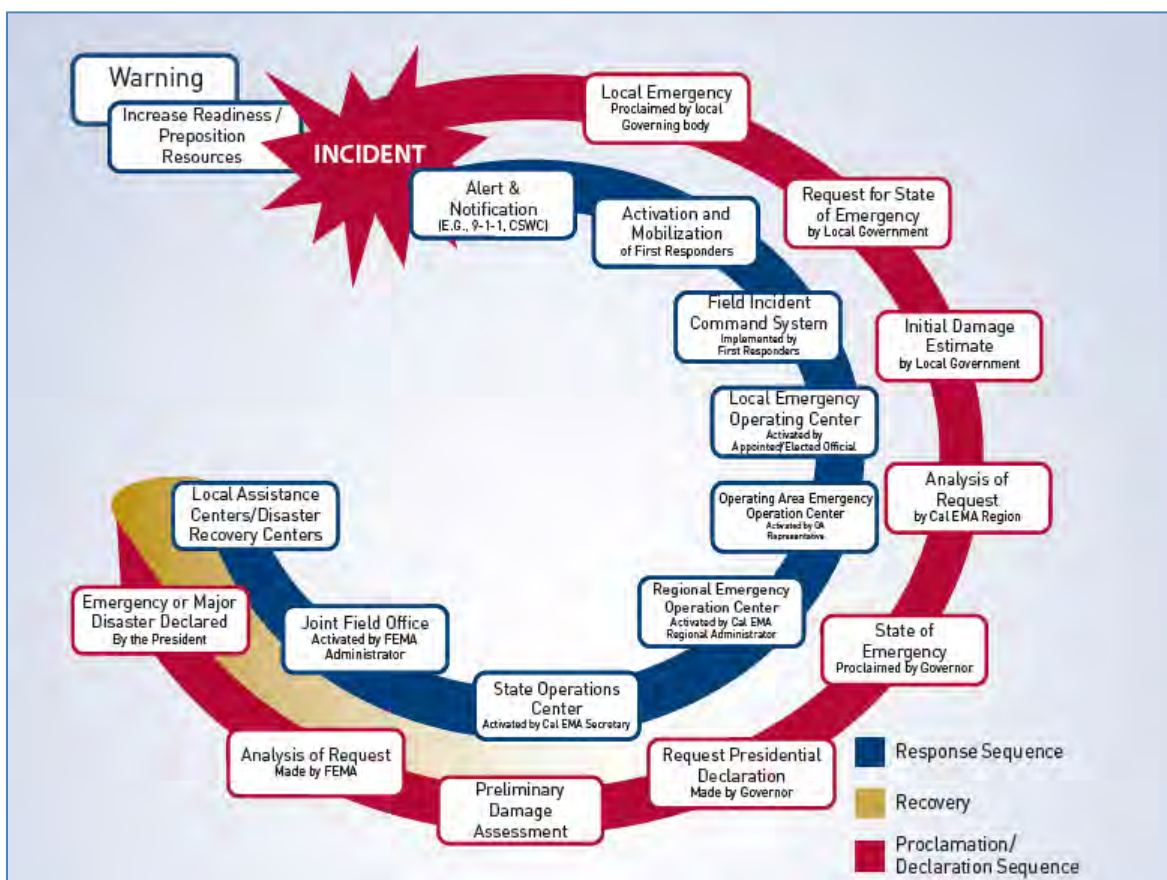 Warning
Increase Readiness /
Preposition
Resources
INCIDENT
Local Emergency
Proclaimed by local
Governing body
Request for State
of Emergency
by Local Government
Initial Damage
Estimate
by Local Government
Analysis of
Request
by Cal EMA Region
State of
Emergency
Proclaimed by Governor
Request Presidential
Declaration
Made by Governor
Preliminary
Damage
Assessment
Analysis of Request
Made by FEMA
Emergency or Major
Disaster Declared
By the President
Alert &
Notification
(E.G., 9-1-1, CSWC)
Activation and
Mobilization
of First Responders
Field Incident
Command System
Implemented by
First Responders
Local Emergency
Operating Center
Activated by
Appointed/Elected Official
Operating Area Emergency
Operation Center
Activated by OA
Representative
Regional Emergency
Operation Center
Activated by Cal EMA
Regional Administrator
State Operations
Center
Activated by Cal EMA Secretary
Joint Field Office
Activated by FEMA
Administrator
Local Assistance
Centers/Disaster
Recovery Centers
Response Sequence
Recovery
Proclamation/
Declaration Sequence